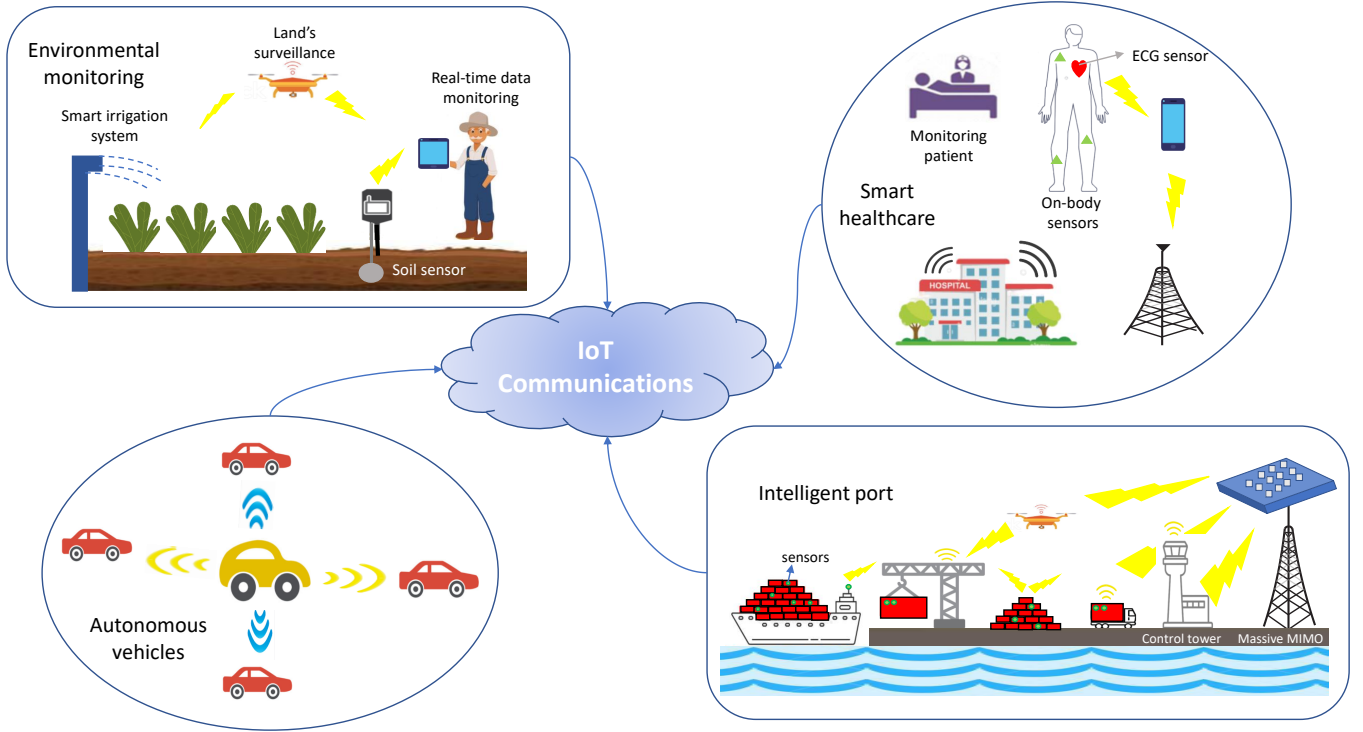 Environmental
monitoring
Land's
surveillance
Real-time data
monitoring
Smart irrigation
system
Soil sensor
ECG sensor
Monitoring
patient
On-body
sensors
Smart
healthcare
HOSPITAL
IoT
Communications
Autonomous
vehicles
Intelligent port
sensors
Control tower
Massive MIMO